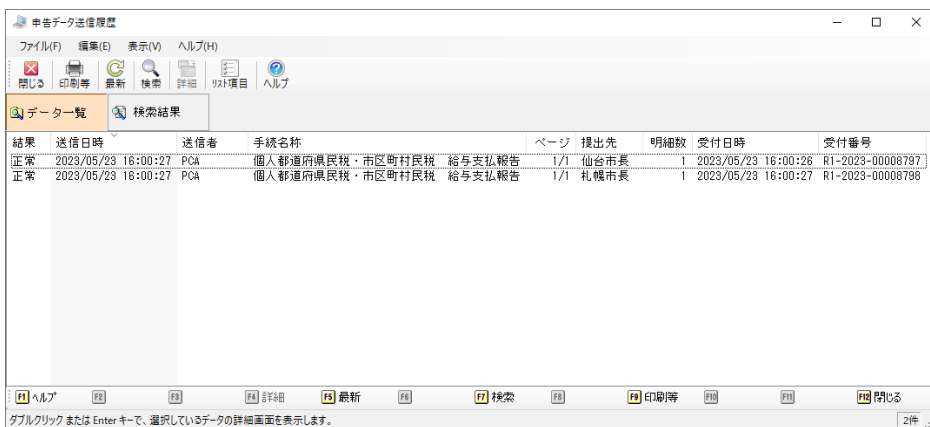 申告データ送信履歴
ファイル(F) 編集(E) 表示(V) ヘルプ(H)
閉じる 印刷等 最新 検索 詳細 リスト項目 ヘルプ
データ一覧 検索結果
結果 送信日時 送信者 手続名称 ページ 提出先 明細数 受付日時 受付番号
正常 2023/05/23 16:00:27 PCA 個人都道府県民税・市区町村民税 給与支払報告 1/1 仙台市長 1 2023/05/23 16:00:26 R1-2023-00008797
正常 2023/05/23 16:00:27 PCA 個人都道府県民税・市区町村民税 給与支払報告 1/1 札幌市長 1 2023/05/23 16:00:27 R1-2023-00008798
F1 ヘルプ F2 F3 F4 詳細 F5 最新 F6 F7 検索 F8 F9 印刷等 F10 F11 F12 閉じる
ダブルクリック または Enter キーで、選択しているデータの詳細画面を表示します。 2件